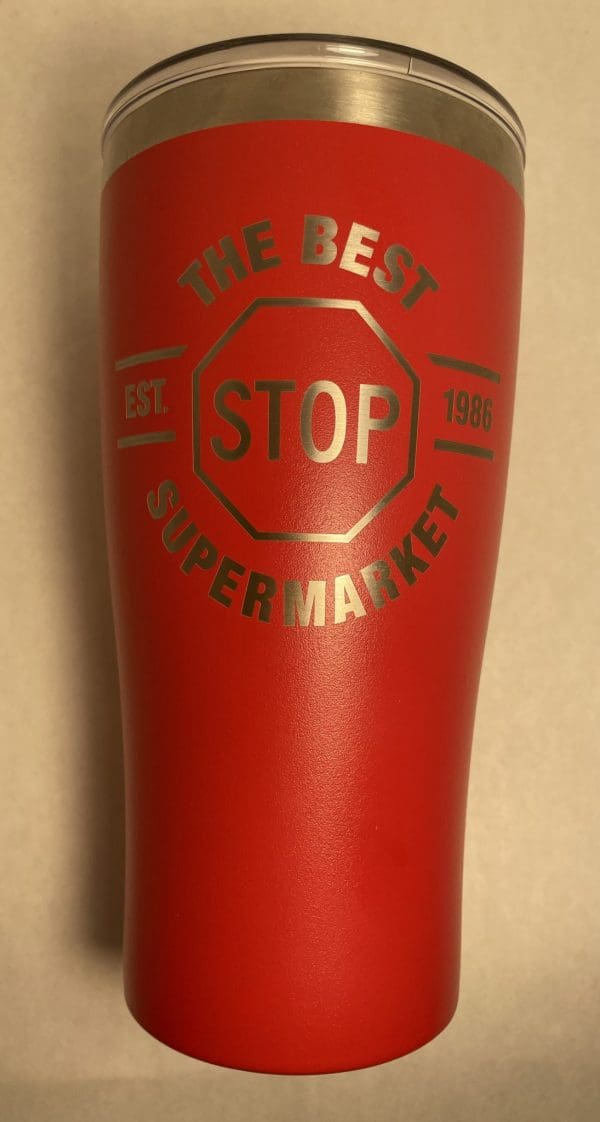 THE BEST
EST.
STOP
1986
SUPERMARKET